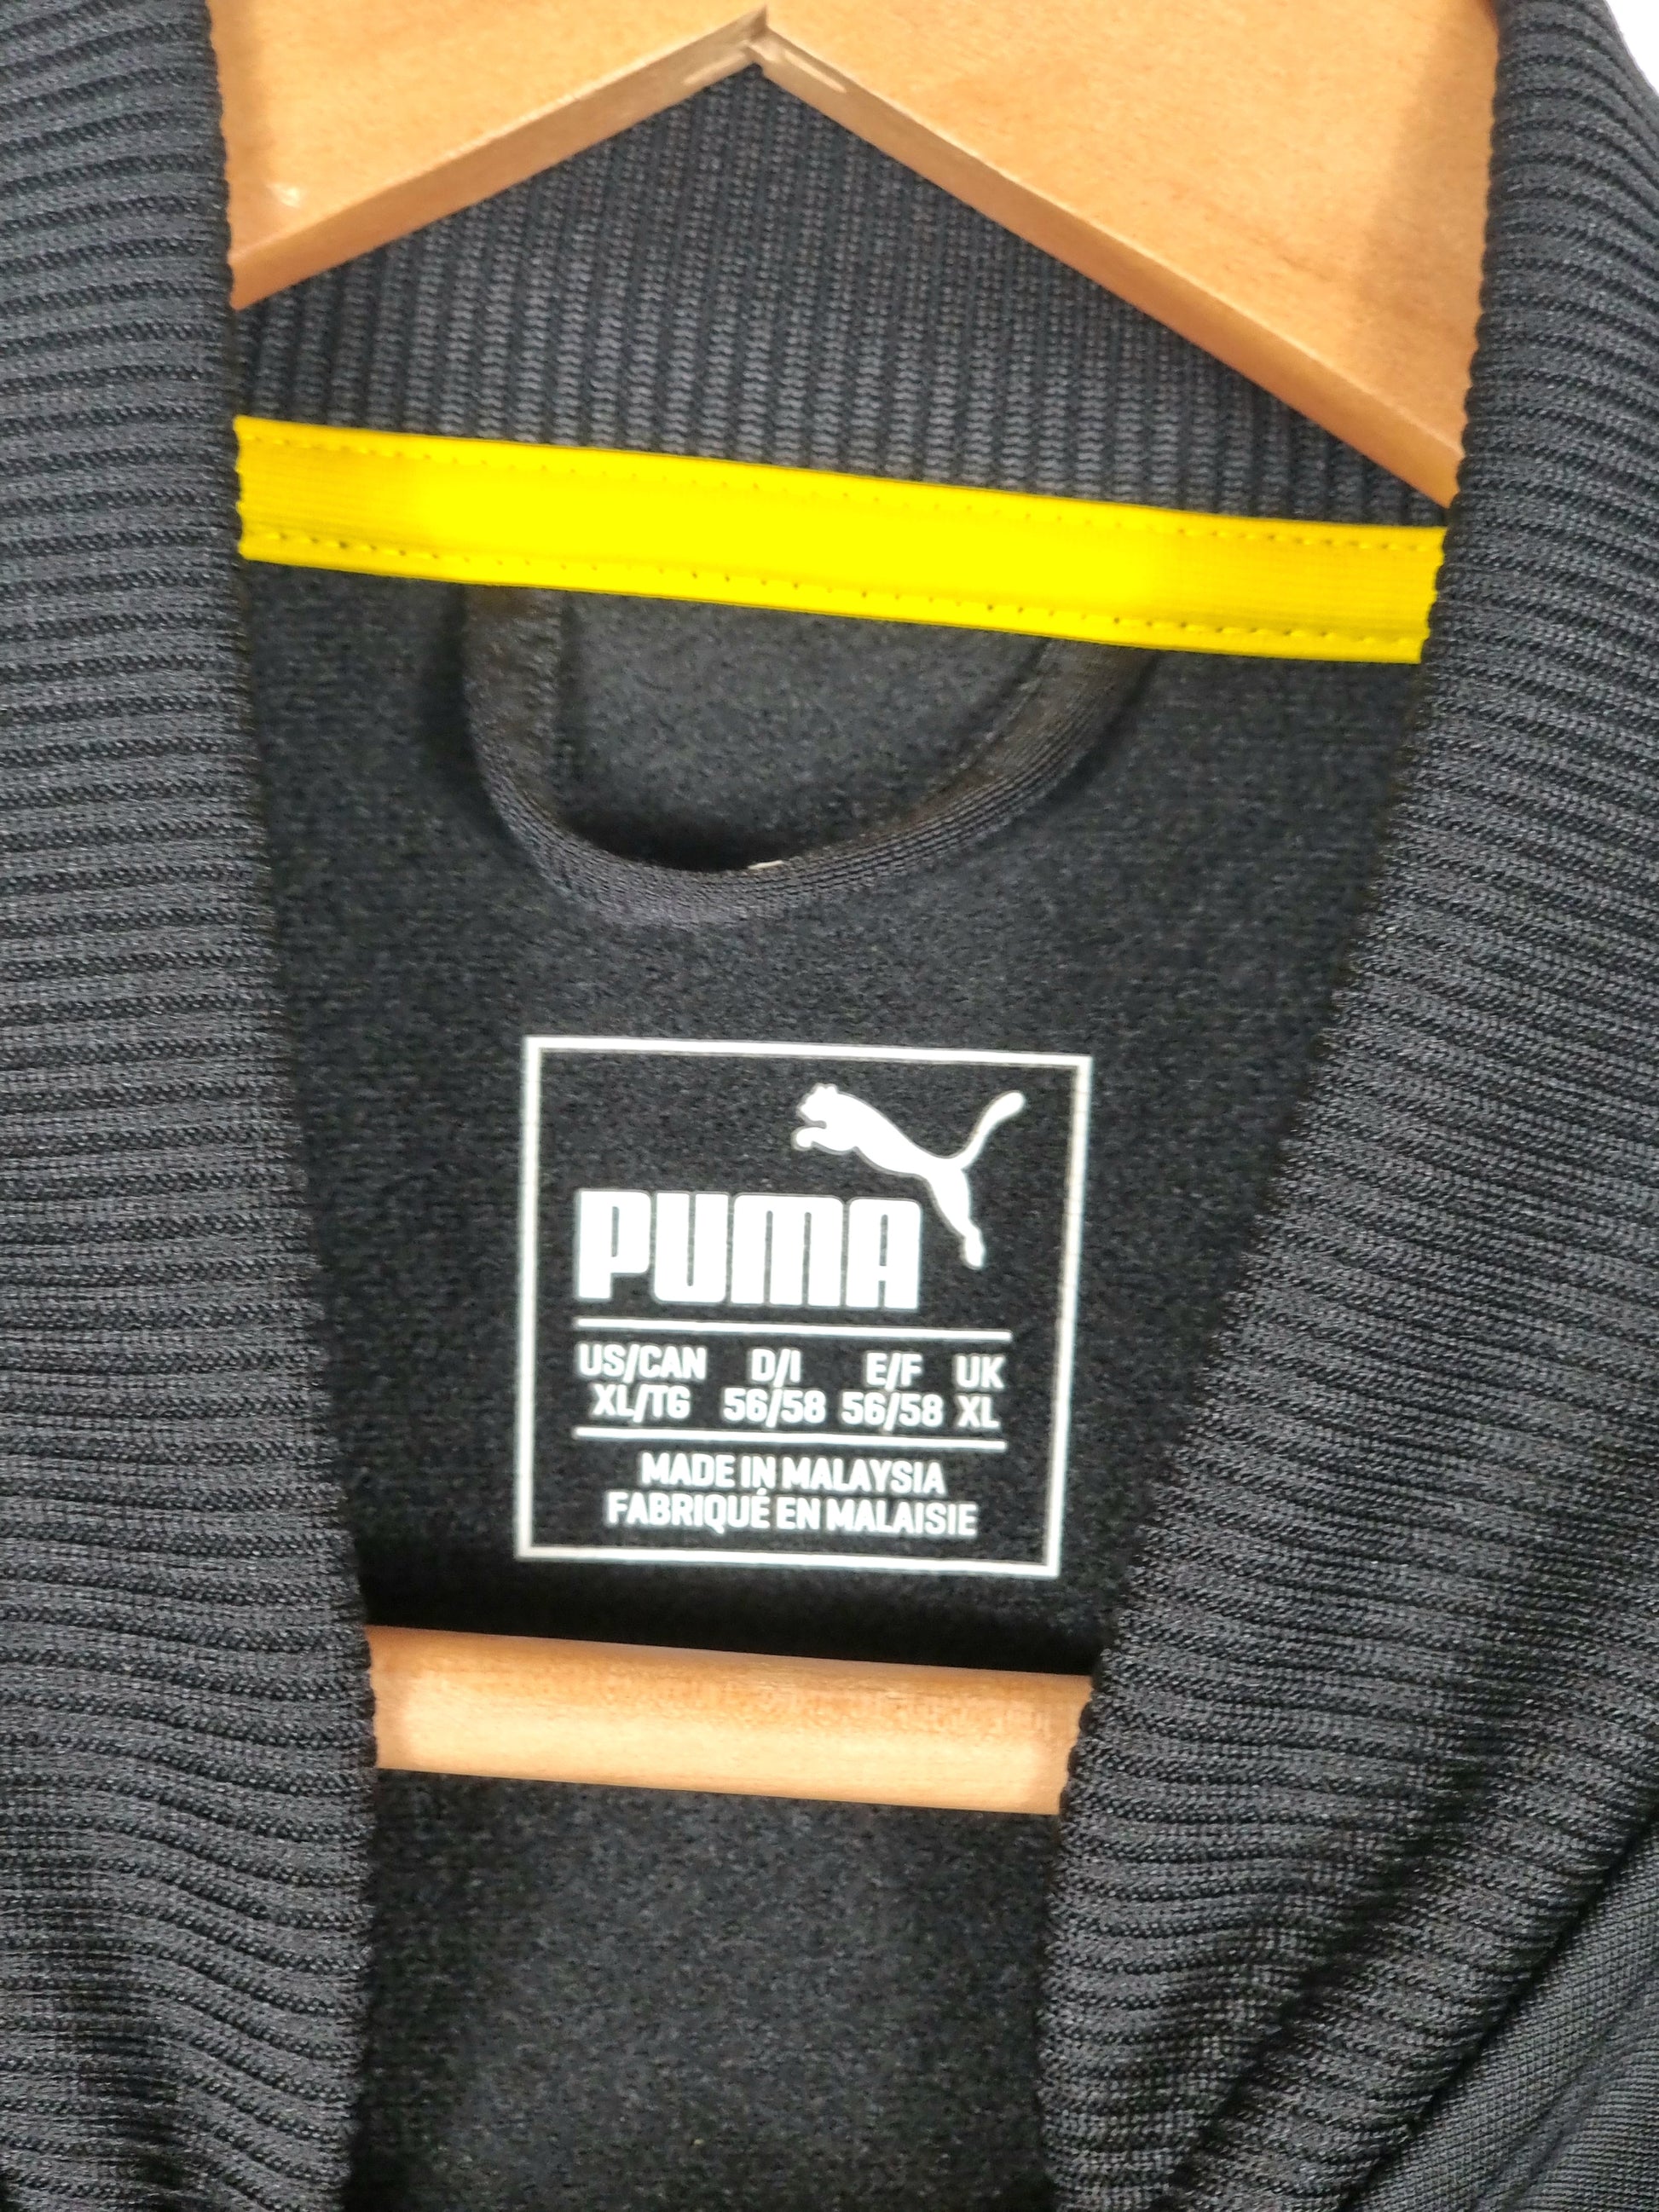 PUMA
US/CAN D/I E/F UK
XL/TG 56/58 56/58 XL
MADE IN MALAYSIA
FABRIQUÉ EN MALAISIE